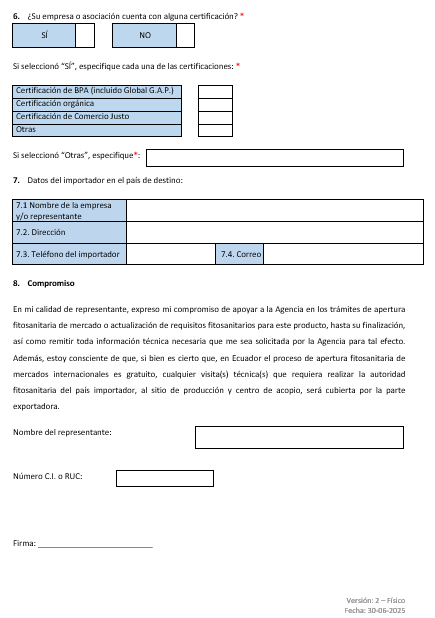 6. ¿Su empresa o asociación cuenta con alguna certificación? *
SÍ NO
Si seleccionó “SÍ”, especifique cada una de las certificaciones: *
Certificación de BPA (incluido Global G.A.P.)
Certificación orgánica
Certificación de Comercio Justo
Otras
Si seleccionó “Otras”, especifique*:
7. Datos del importador en el país de destino:
7.1 Nombre de la empresa
y/o representante
7.2. Dirección
7.3. Teléfono del importador 7.4. Correo
8. Compromiso
En mi calidad de representante, expreso mi compromiso de apoyar a la Agencia en los trámites de apertura
fitosanitaria de mercado o actualización de requisitos fitosanitarios para este producto, hasta su finalización,
así como remitir toda información técnica necesaria que me sea solicitada por la Agencia para tal efecto.
Además, estoy consciente de que, si bien es cierto que, en Ecuador el proceso de apertura fitosanitaria de
mercados internacionales es gratuito, cualquier visita(s) técnica(s) que requiera realizar la autoridad
fitosanitaria del país importador, al sitio de producción y centro de acopio, será cubierta por la parte
exportadora.
Nombre del representante:
Número C.I. o RUC:
Firma: ________________________
Versión: 2 – Físico
Fecha: 30-06-2025